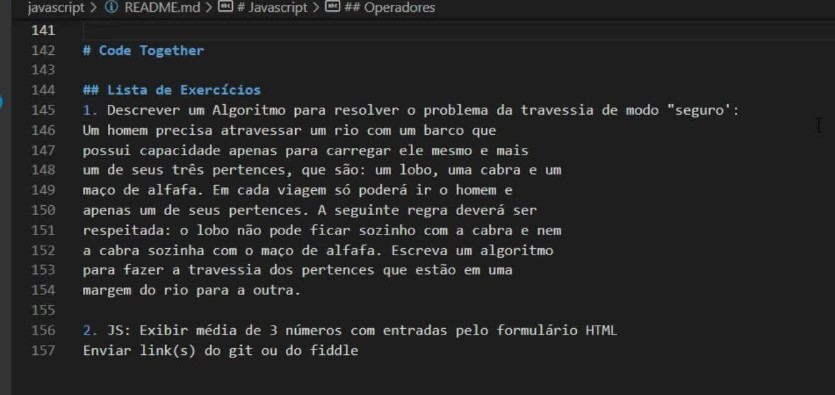 javascript > README.md > # Javascript > ## Operadores
141
142 # Code Together
143
144 ## Lista de Exercícios
145 1. Descrever um Algoritmo para resolver o problema da travessia de modo "seguro':
146 Um homem precisa atravessar um rio com um barco que
147 possui capacidade apenas para carregar ele mesmo e mais
148 um de seus três pertences, que são: um lobo, uma cabra e um
149 maço de alfafa. Em cada viagem só poderá ir o homem e
150 apenas um de seus pertences. A seguinte regra deverá ser
151 respeitada: o lobo não pode ficar sozinho com a cabra e nem
152 a cabra sozinha com o maço de alfafa. Escreva um algoritmo
153 para fazer a travessia dos pertences que estão em uma
154 margem do rio para a outra.
155
156 2. JS: Exibir média de 3 números com entradas pelo formulário HTML
157 Enviar link(s) do git ou do fiddle